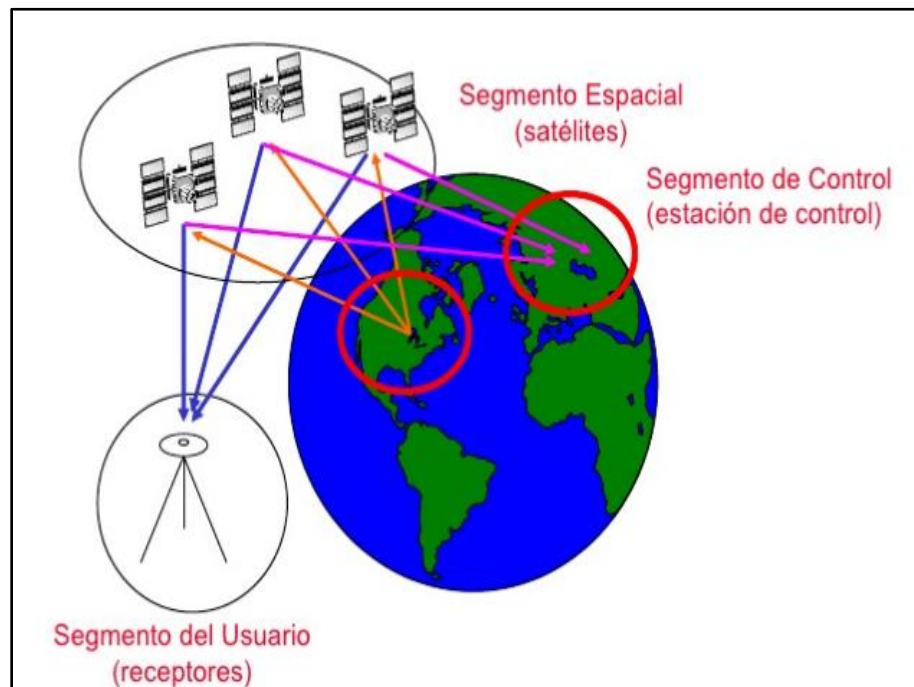 Segmento Espacial
(satélites)
Segmento de Control
(estación de control)
Segmento del Usuario
(receptores)